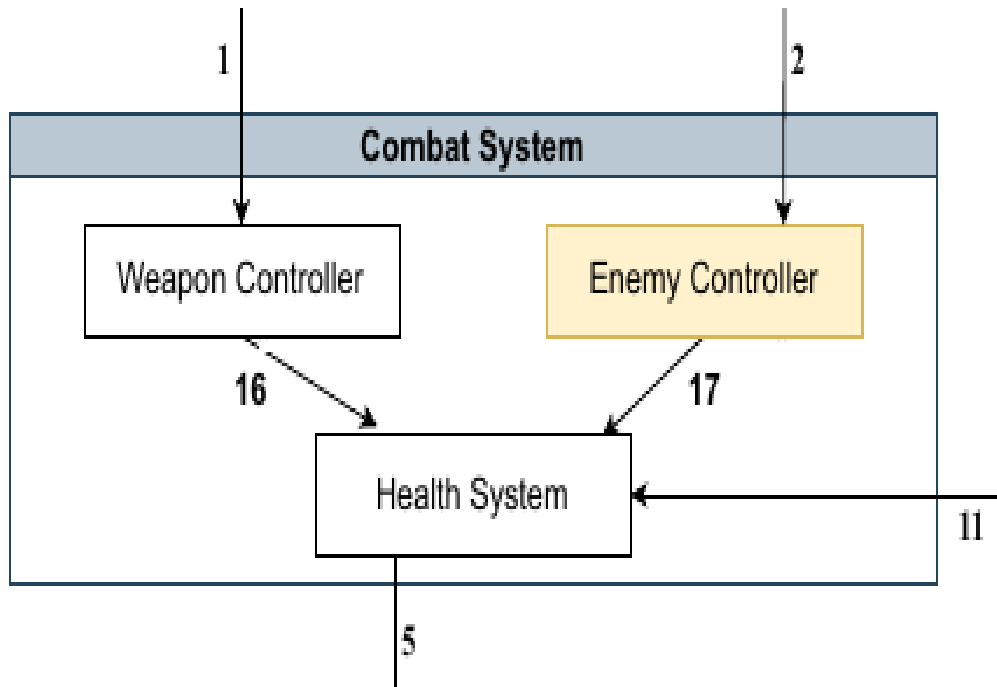 1
2
Combat System
Weapon Controller
Enemy Controller
16
17
Health System
11
5